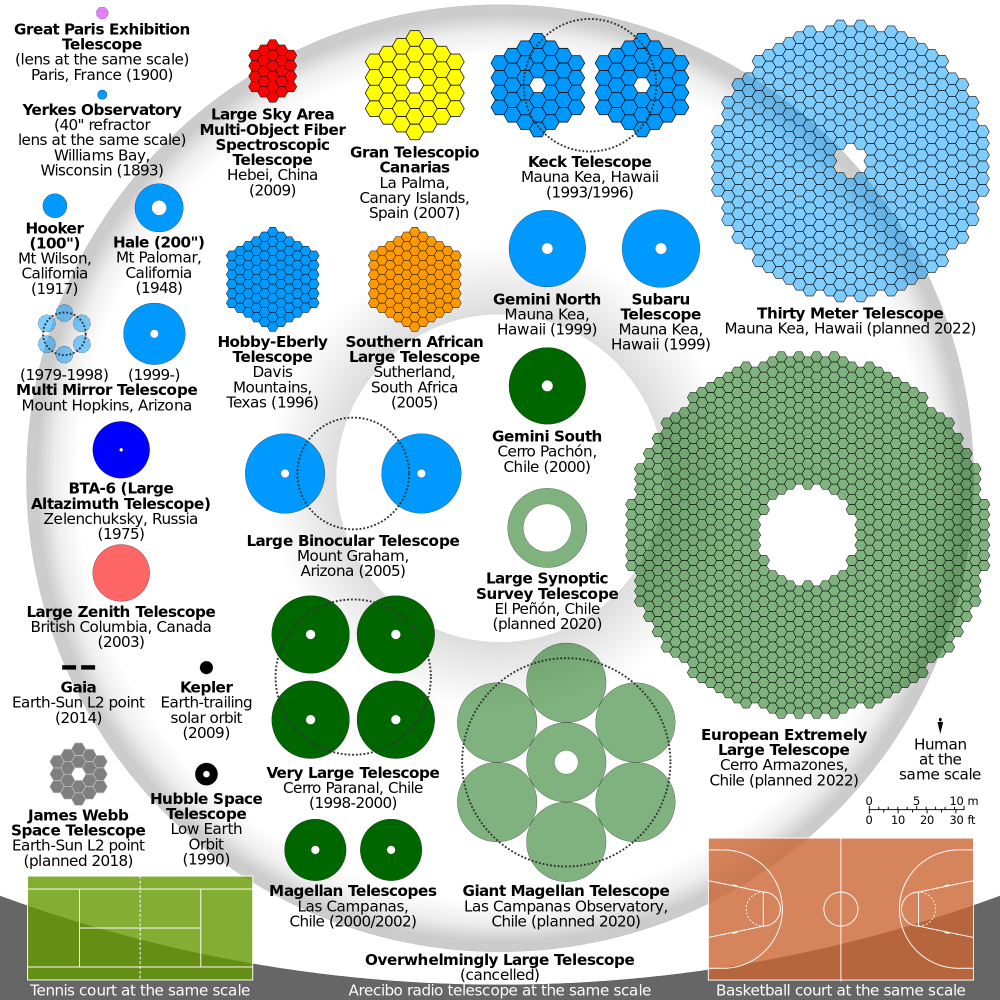 Great Paris Exhibition
Telescope
(lens at the same scale)
Paris, France (1900)
Yerkes Observatory
(40" refractor
lens at the same scale)
Williams Bay,
Wisconsin (1893)
Hooker
(100")
Mt Wilson,
California
(1917)
Hale (200")
Mt Palomar,
California
(1948)
(1979-1998)
(1999-)
Multi Mirror Telescope
Mount Hopkins, Arizona
BTA-6 (Large
Altazimuth Telescope)
Zelenchuksky, Russia
(1975)
Large Zenith Telescope
British Columbia, Canada
(2003)
Gaia
Earth-Sun L2 point
(2014)
Kepler
Earth-trailing
solar orbit
(2009)
James Webb
Space Telescope
Earth-Sun L2 point
(planned 2018)
Hubble Space
Telescope
Low Earth
Orbit
(1990)
Large Sky Area
Multi-Object Fiber
Spectroscopic
Telescope
Hebei, China
(2009)
Gran Telescopio
Canarias
La Palma,
Canary Islands,
Spain (2007)
Keck Telescope
Mauna Kea, Hawaii
(1993/1996)
Hobby-Eberly
Telescope
Davis
Mountains,
Texas (1996)
Southern African
Large Telescope
Sutherland,
South Africa
(2005)
Gemini North
Mauna Kea,
Hawaii (1999)
Subaru
Telescope
Mauna Kea,
Hawaii (1999)
Thirty Meter Telescope
Mauna Kea, Hawaii (planned 2022)
Gemini South
Cerro Pachón,
Chile (2000)
Large Binocular Telescope
Mount Graham,
Arizona (2005)
Large Synoptic
Survey Telescope
El Peñón, Chile
(planned 2020)
Very Large Telescope
Cerro Paranal, Chile
(1998-2000)
Magellan Telescopes
Las Campanas,
Chile (2000/2002)
Giant Magellan Telescope
Las Campanas Observatory,
Chile (planned 2020)
European Extremely
Large Telescope
Cerro Armazones,
Chile (planned 2022)
Human
at the
same scale
0 5 10 m
0 10 20 30 ft
Overwhelmingly Large Telescope
(cancelled)
Tennis court at the same scale
Arecibo radio telescope at the same scale
Basketball court at the same scale